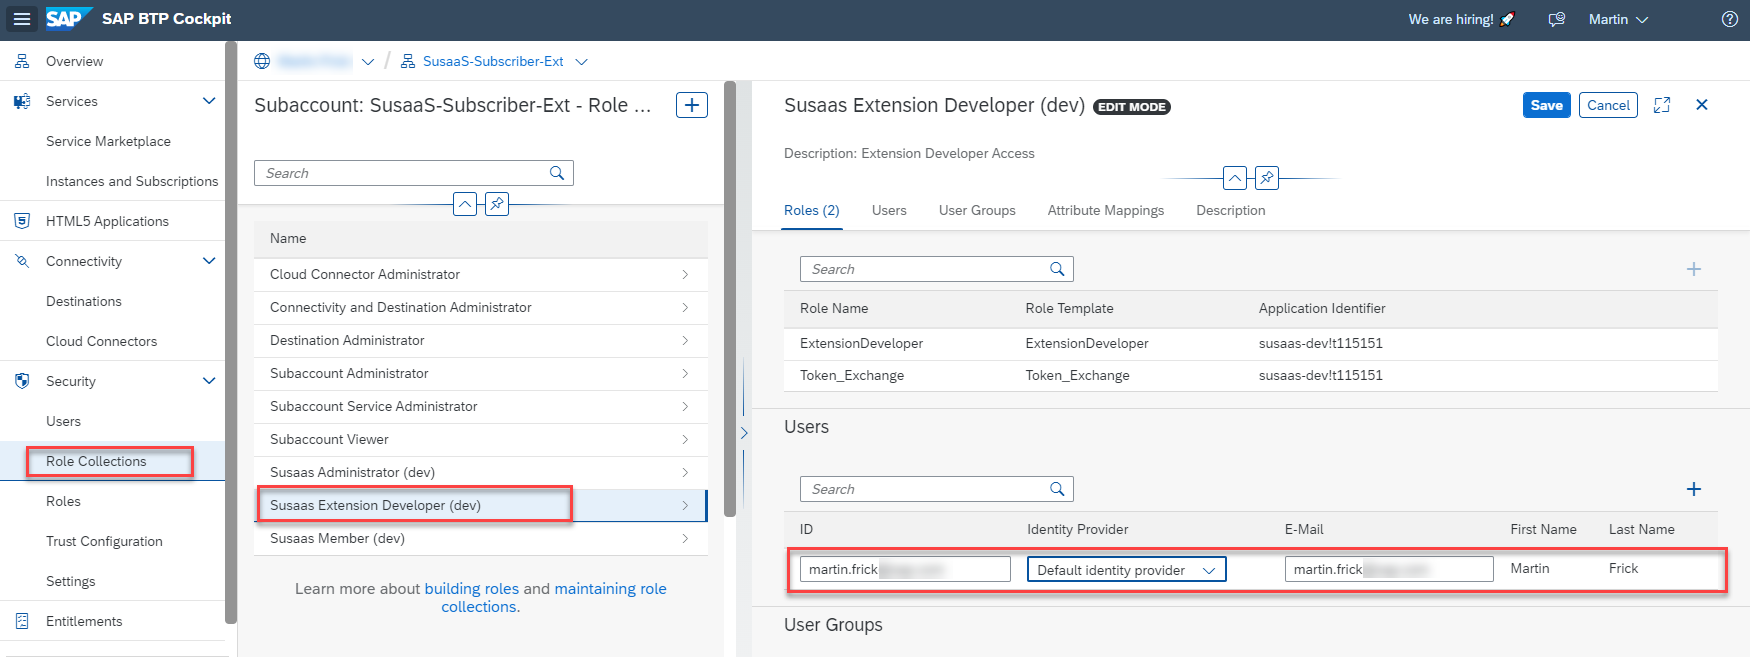 SAP SAP BTP Cockpit
We are hiring! 🚀
Martin
Overview
Services
Service Marketplace
Instances and Subscriptions
HTML5 Applications
Connectivity
Destinations
Cloud Connectors
Security
Users
Role Collections
Roles
Trust Configuration
Settings
Entitlements
/ SusaaS-Subscriber-Ext
Subaccount: SusaaS-Subscriber-Ext - Role ...
Search
Name
Cloud Connector Administrator
Connectivity and Destination Administrator
Destination Administrator
Subaccount Administrator
Subaccount Service Administrator
Subaccount Viewer
Susaas Administrator (dev)
Susaas Extension Developer (dev)
Susaas Member (dev)
Learn more about building roles and maintaining role
collections.
Susaas Extension Developer (dev) EDIT MODE
Save Cancel
Description: Extension Developer Access
Roles (2) Users User Groups Attribute Mappings Description
Search
Role Name Role Template Application Identifier
ExtensionDeveloper ExtensionDeveloper susaas-dev!t115151
Token_Exchange Token_Exchange susaas-dev!t115151
Users
Search
ID Identity Provider E-Mail First Name Last Name
martin.frick Default identity provider martin.frick Martin Frick
User Groups